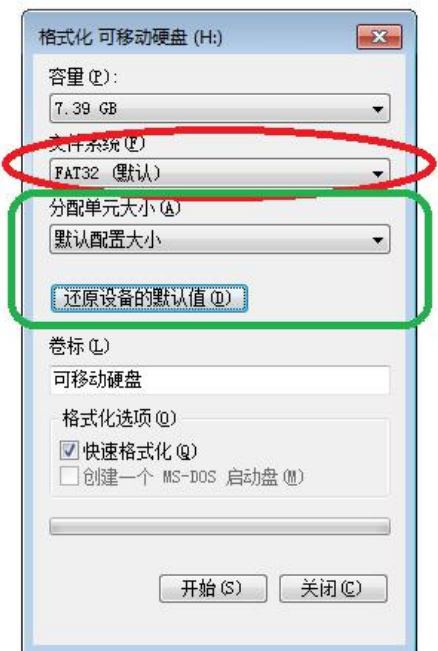 格式化 可移动硬盘 (H:)
容量(P):
7.39 GB
文件系统(F)
FAT32 (默认)
分配单元大小(A)
默认配置大小
还原设备的默认值(D)
卷标(L)
可移动硬盘
格式化选项(O)
快速格式化(Q)
创建一个 MS-DOS 启动盘(M)
开始(S) 关闭(C)